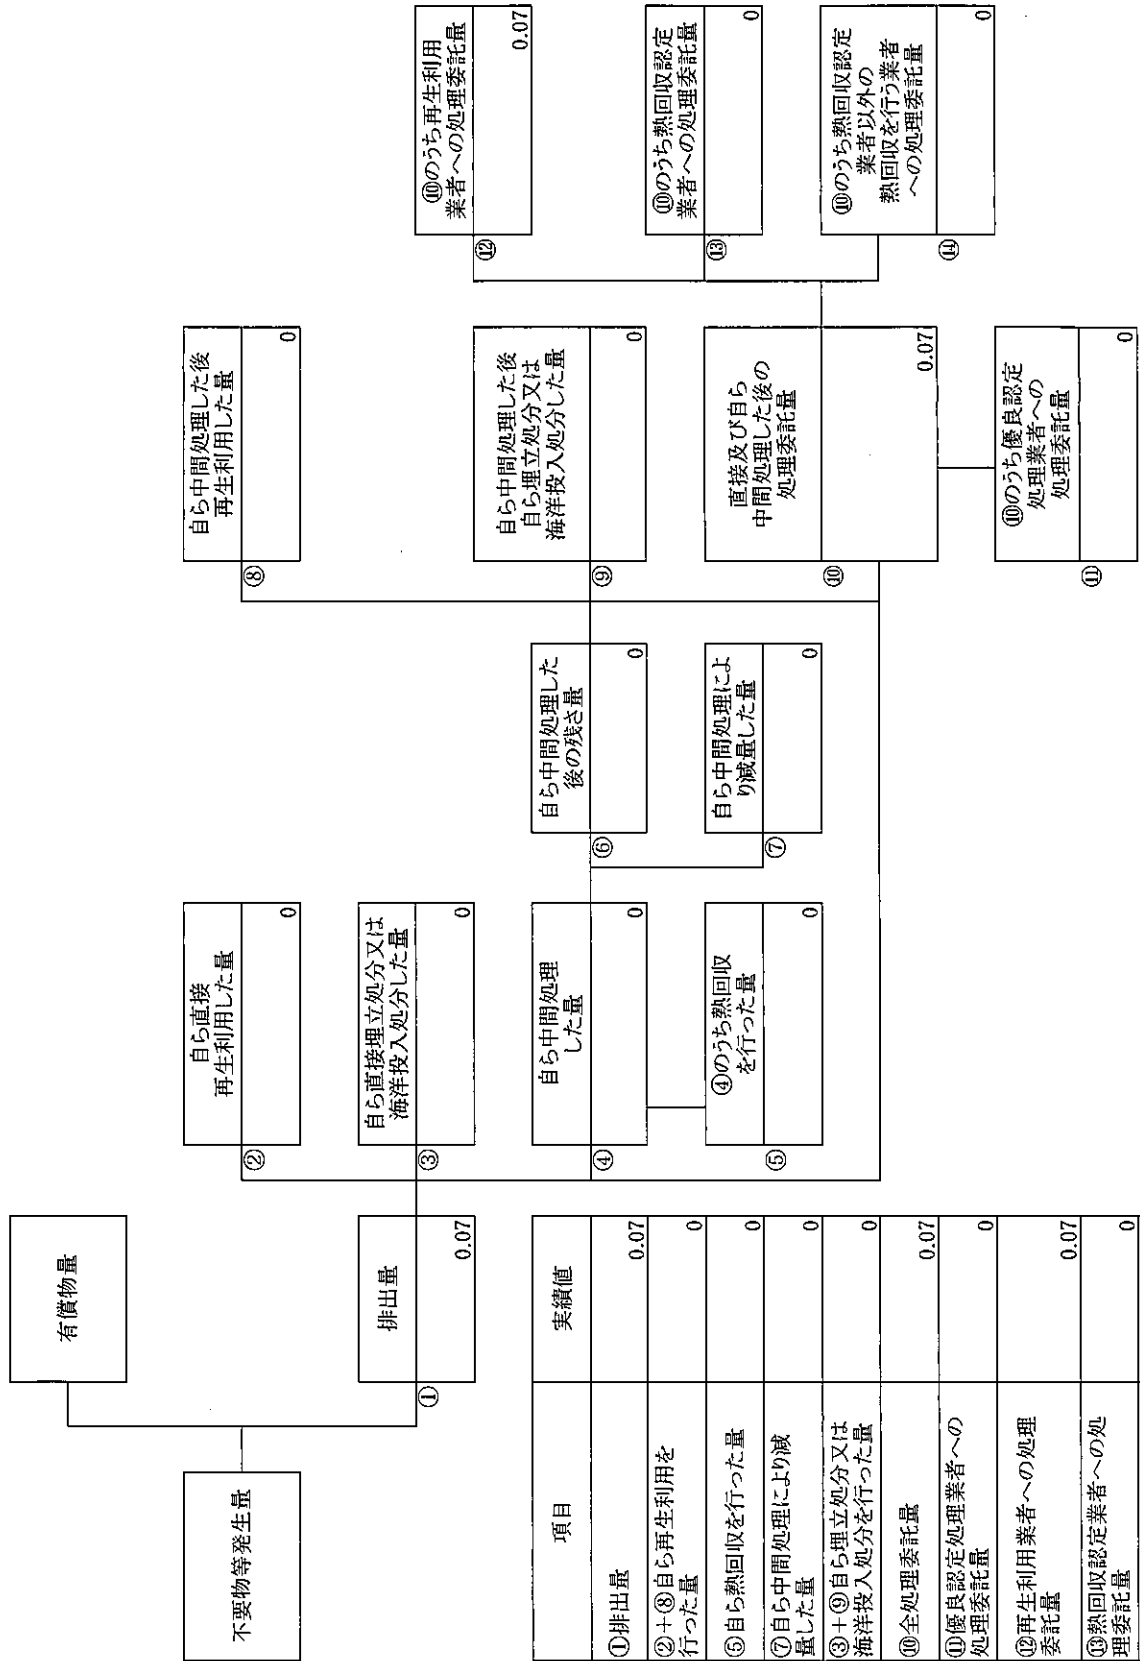 有償物量
不要物等発生量
排出量
①
0.07
自ら直接
再生利用した量
②
0
自ら直接埋立処分又は
海洋投入処分した量
③
0
自ら中間処理
した量
④
0
④のうち熱回収
を行った量
⑤
0
自ら中間処理した
後の残さ量
⑥
0
自ら中間処理によ
り減量した量
⑦
0
自ら中間処理した後
再生利用した量
⑧
0
自ら中間処理した後
自ら埋立処分又は
海洋投入処分した量
⑨
0
直接及び自ら
中間処理した後の
処理委託量
⑩
0.07
⑩のうち優良認定
処理業者への
処理委託量
⑪
0
⑩のうち再生利用
業者への処理委託量
⑫
0.07
⑩のうち熱回収認定
業者への処理委託量
⑬
0
⑩のうち熱回収認定
業者以外の
熱回収を行う業者
への処理委託量
⑭
0
項目 実績値
①排出量 0.07
②+⑧自ら再生利用を
行った量 0
⑤自ら熱回収を行った量 0
⑦自ら中間処理により減
量した量 0
③+⑨自ら埋立処分又は
海洋投入処分を行った量 0
⑩全処理委託量 0.07
⑪優良認定処理業者への
処理委託量 0
⑫再生利用業者への処理
委託量 0.07
⑬熱回収認定業者への処
理委託量 0